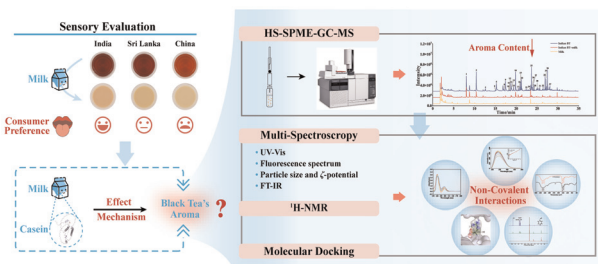 Sensory Evaluation
India Sri Lanka China
Milk
Consumer
Preference
Milk
Casein
Effect
Mechanism
Black Tea's
Aroma
?
HS-SPME-GC-MS
Aroma Content
Intensity
Time/min
Multi-Spectroscropy
• UV-Vis
• Fluorescence spectrum
• Particle size and ζ-potential
• FT-IR
¹H-NMR
Molecular Docking
Non-Covalent
Interactions